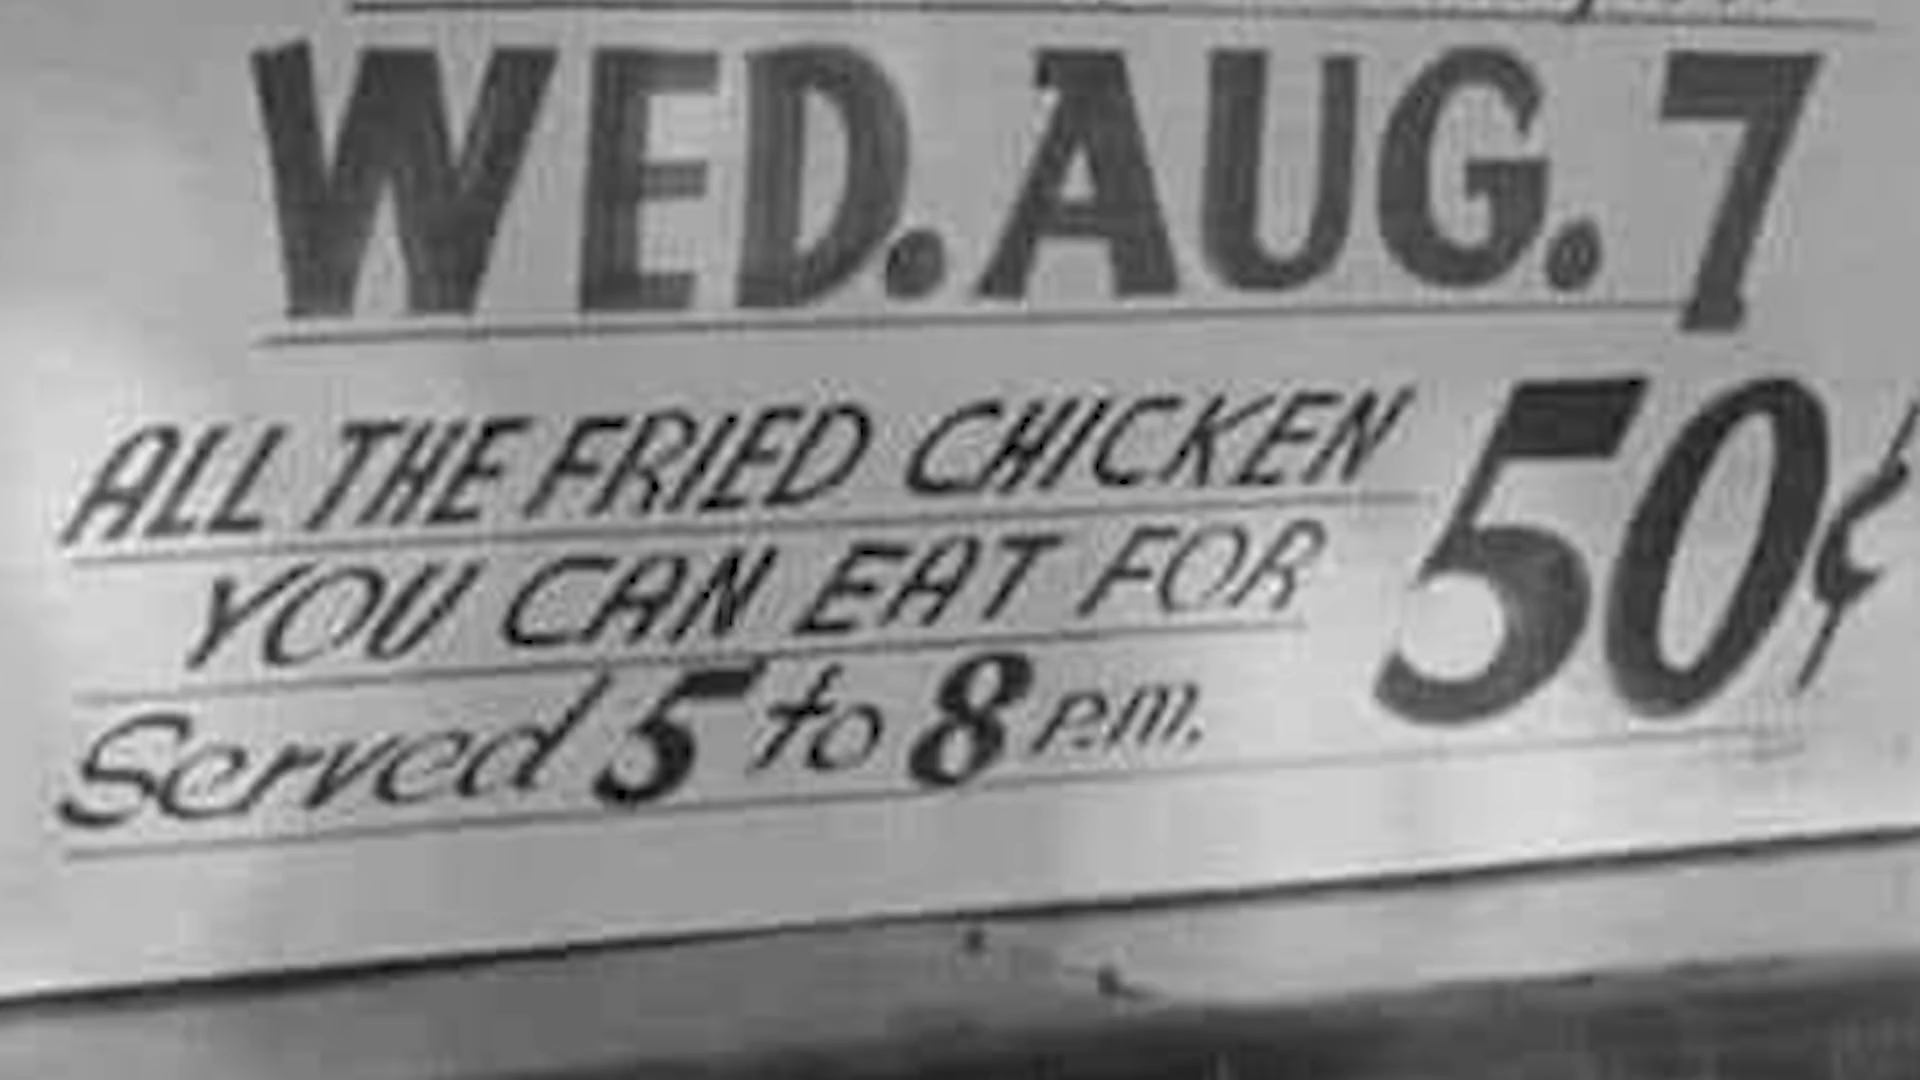 WED. AUG. 7
ALL THE FRIED CHICKEN
YOU CAN EAT FOR 50¢
Served 5 to 8 P.M.